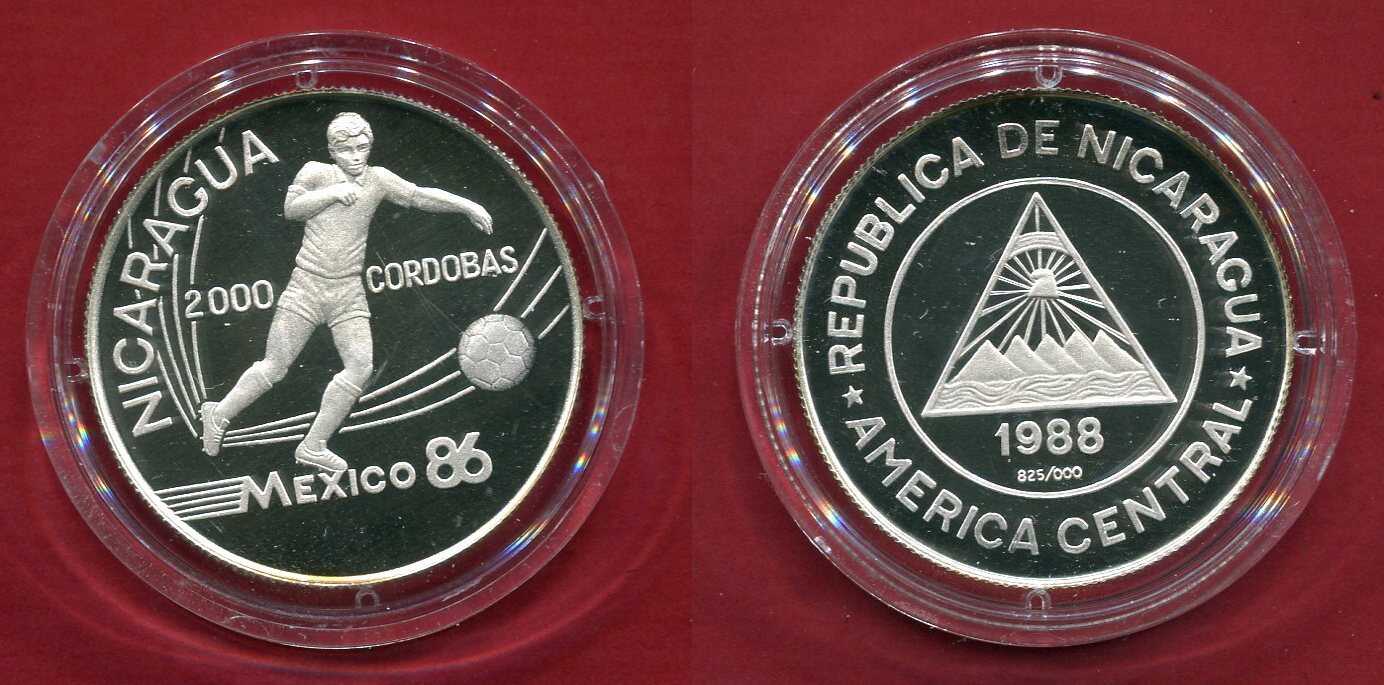 NICARAGUA
2000 CORDOBAS
MEXICO 86
REPUBLICA DE NICARAGUA
1988
825/000
★ AMERICA CENTRAL ★